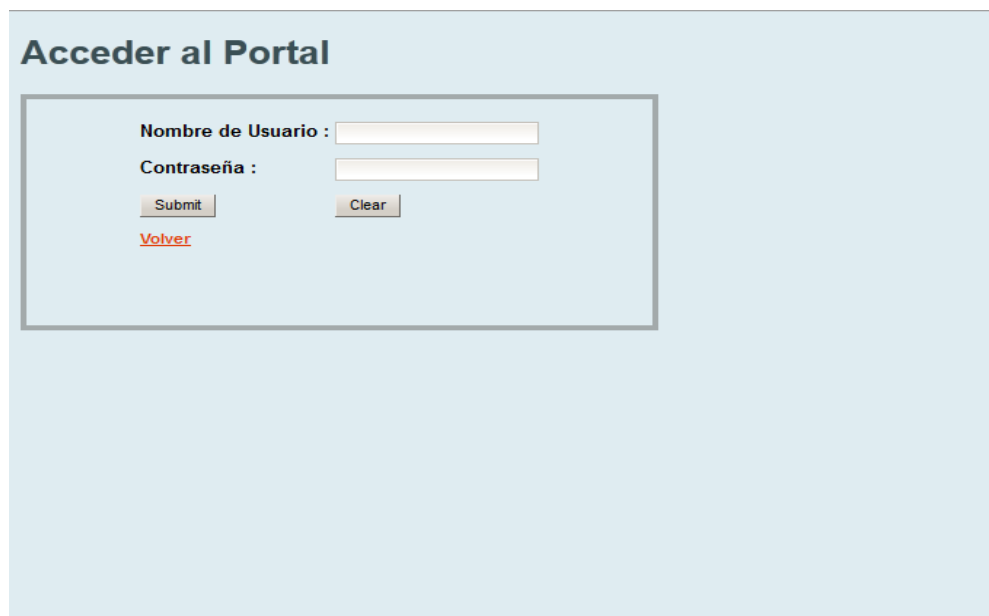 Acceder al Portal
Nombre de Usuario :
Contraseña :
Submit Clear
Volver